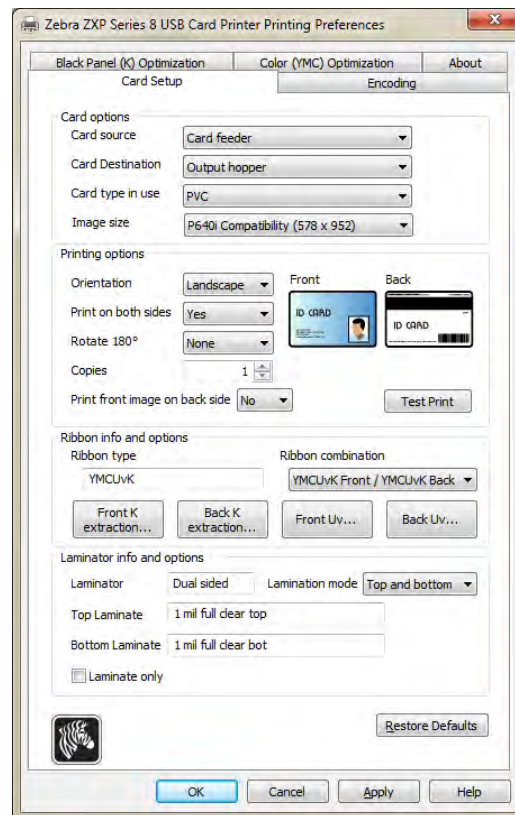 Zebra ZXP Series 8 USB Card Printer Printing Preferences
Black Panel (K) Optimization Color (YMC) Optimization About
Card Setup Encoding
Card options
Card source Card feeder
Card Destination Output hopper
Card type in use PVC
Image size P640i Compatibility (578 x 952)
Printing options
Orientation Landscape Front Back
Print on both sides Yes
ID CARD ID CARD
Rotate 180° None
Copies 1
Print front image on back side No Test Print
Ribbon info and options
Ribbon type Ribbon combination
YMCUvK YMCUvK Front / YMCUvK Back
Front K extraction... Back K extraction... Front Uv... Back Uv...
Laminator info and options
Laminator Dual sided Lamination mode Top and bottom
Top Laminate 1 mil full clear top
Bottom Laminate 1 mil full clear bot
Laminate only
Restore Defaults
OK Cancel Apply Help